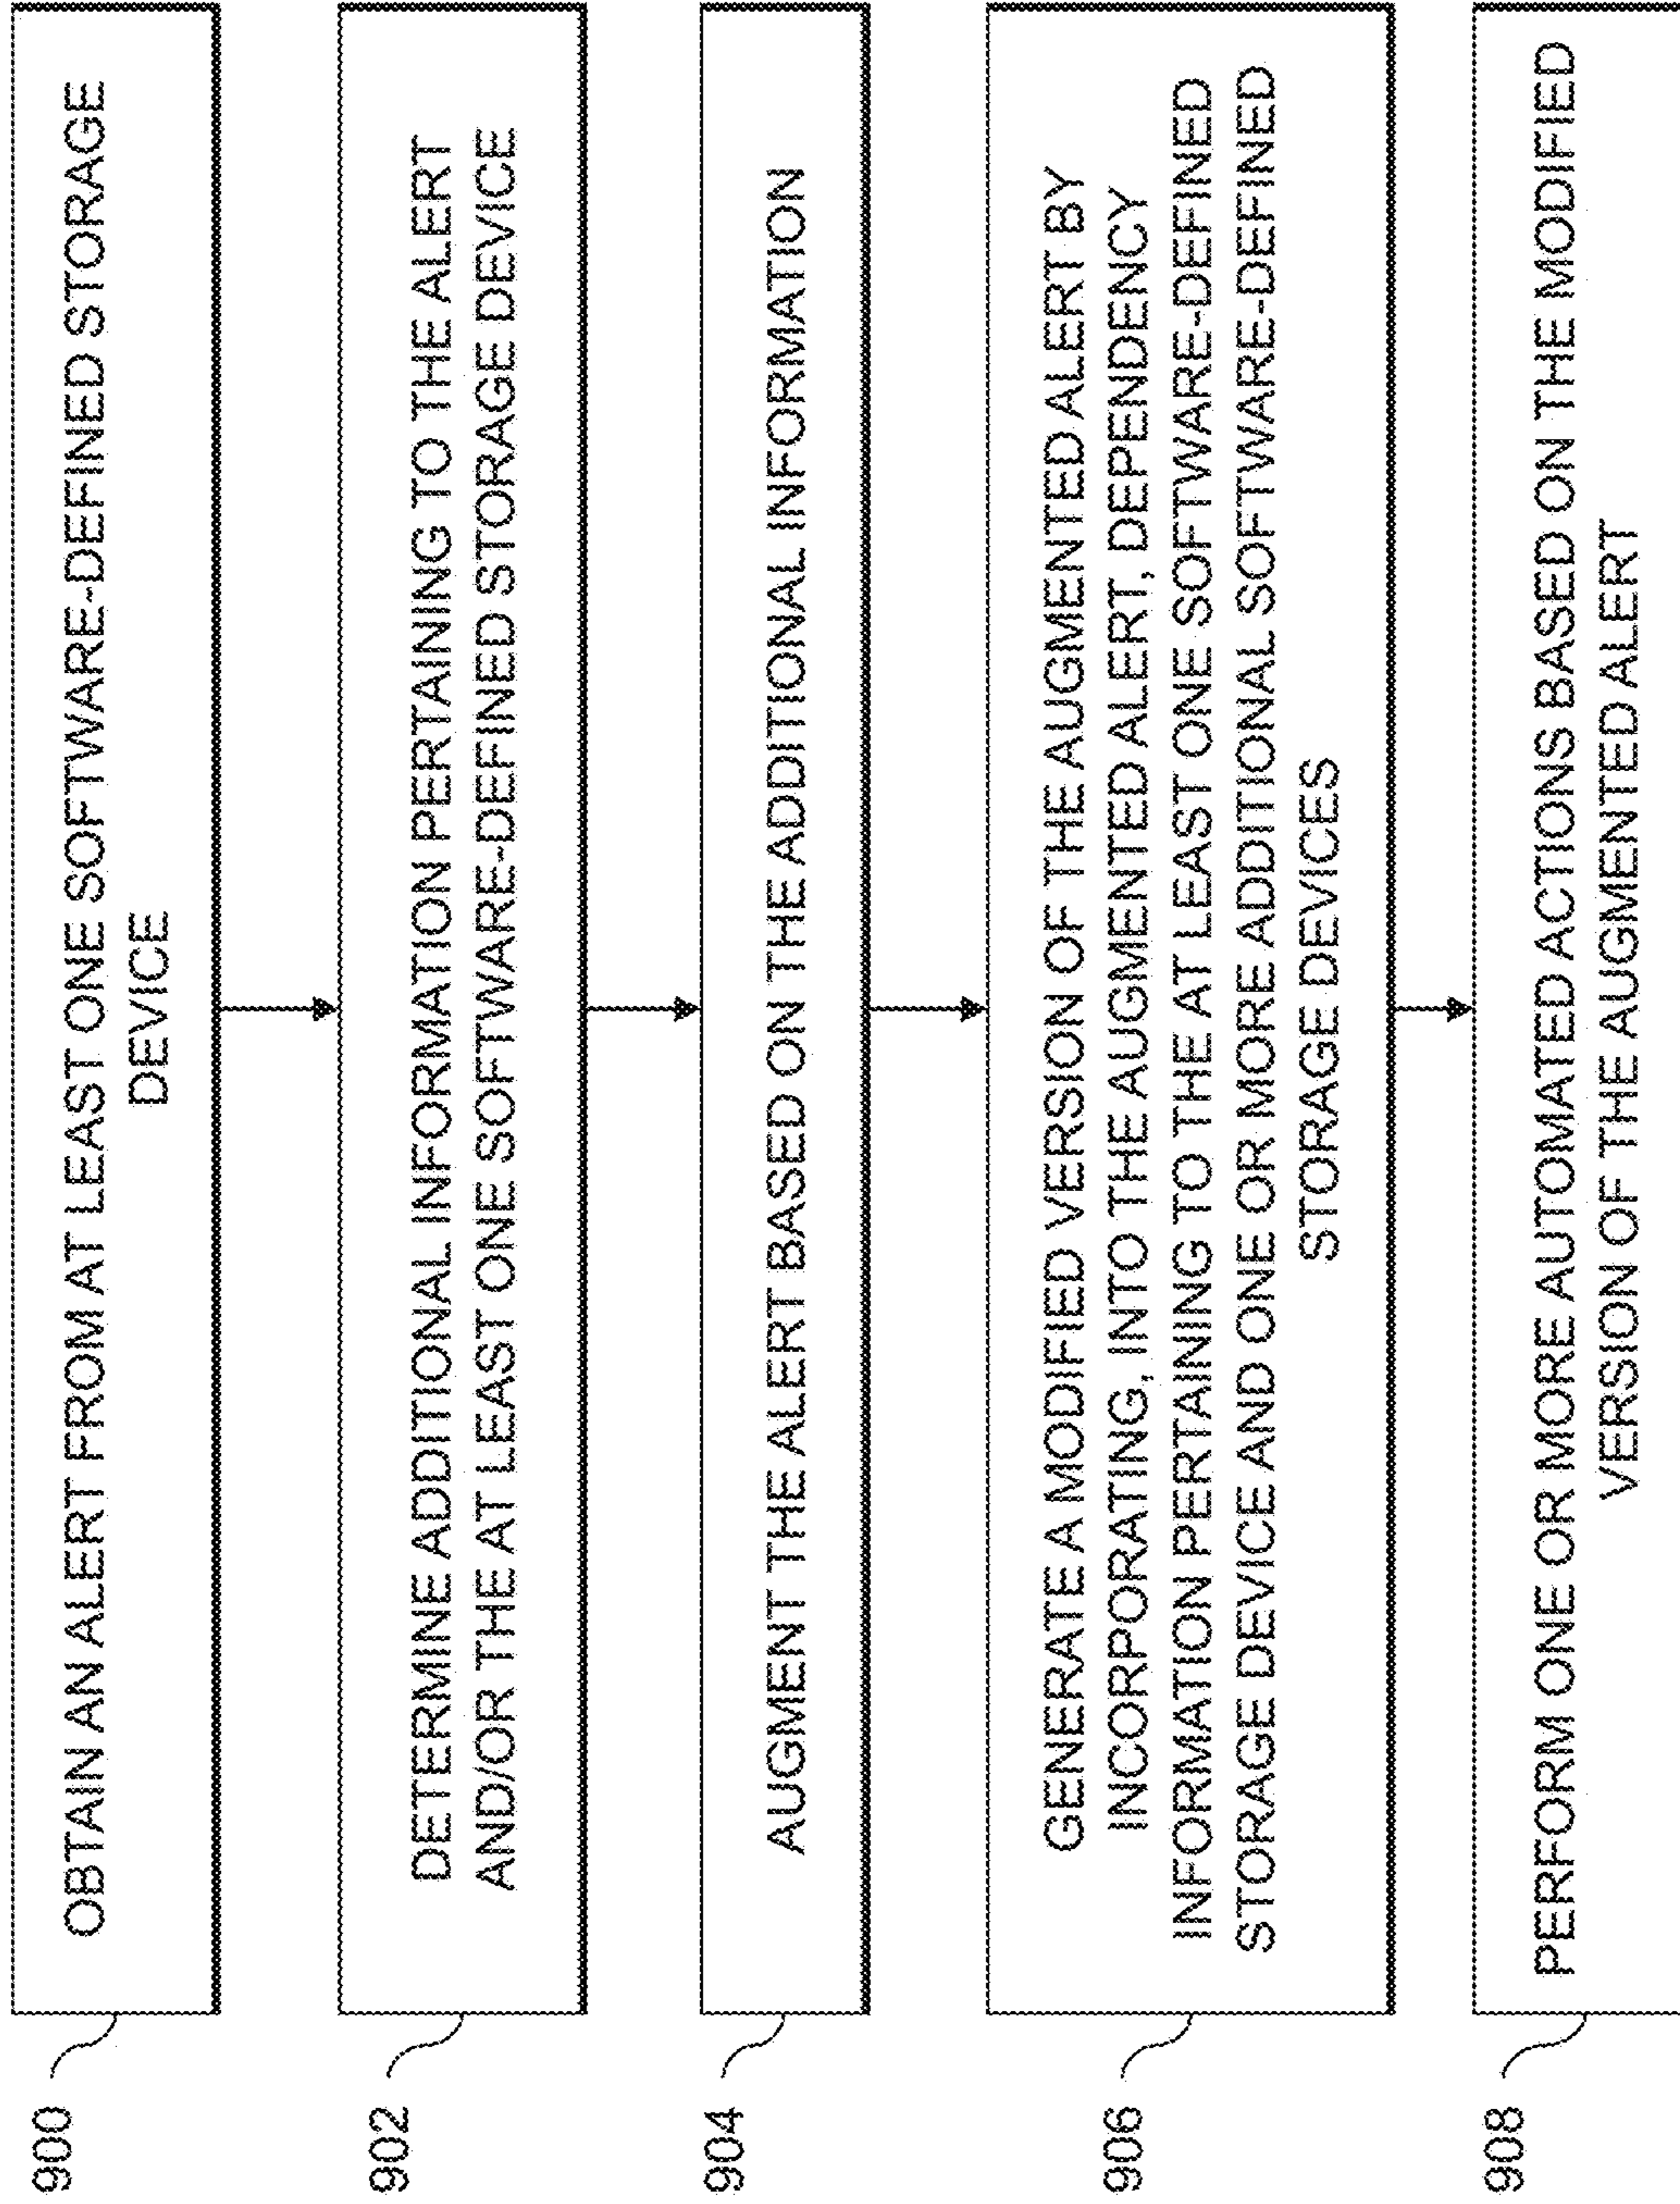 900
OBTAIN AN ALERT FROM AT LEAST ONE SOFTWARE-DEFINED STORAGE
DEVICE
902
DETERMINE ADDITIONAL INFORMATION PERTAINING TO THE ALERT
AND/OR THE AT LEAST ONE SOFTWARE-DEFINED STORAGE DEVICE
904
AUGMENT THE ALERT BASED ON THE ADDITIONAL INFORMATION
906
GENERATE A MODIFIED VERSION OF THE AUGMENTED ALERT BY
INCORPORATING, INTO THE AUGMENTED ALERT, DEPENDENCY
INFORMATION PERTAINING TO THE AT LEAST ONE SOFTWARE-DEFINED
STORAGE DEVICE AND ONE OR MORE ADDITIONAL SOFTWARE-DEFINED
STORAGE DEVICES
908
PERFORM ONE OR MORE AUTOMATED ACTIONS BASED ON THE MODIFIED
VERSION OF THE AUGMENTED ALERT